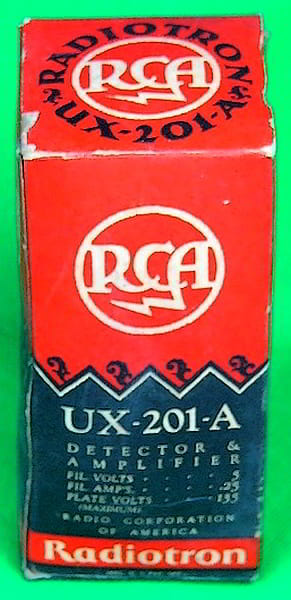 RADIOTRON
RCA
UX-201-A
RCA
UX-201-A
DETECTOR &
AMPLIFIER
FIL VOLTS . . . . . 5
FIL AMPS. . . . . .25
PLATE VOLTS . . . 135
(MAXIMUM)
RADIO CORPORATION
OF AMERICA
Radiotron